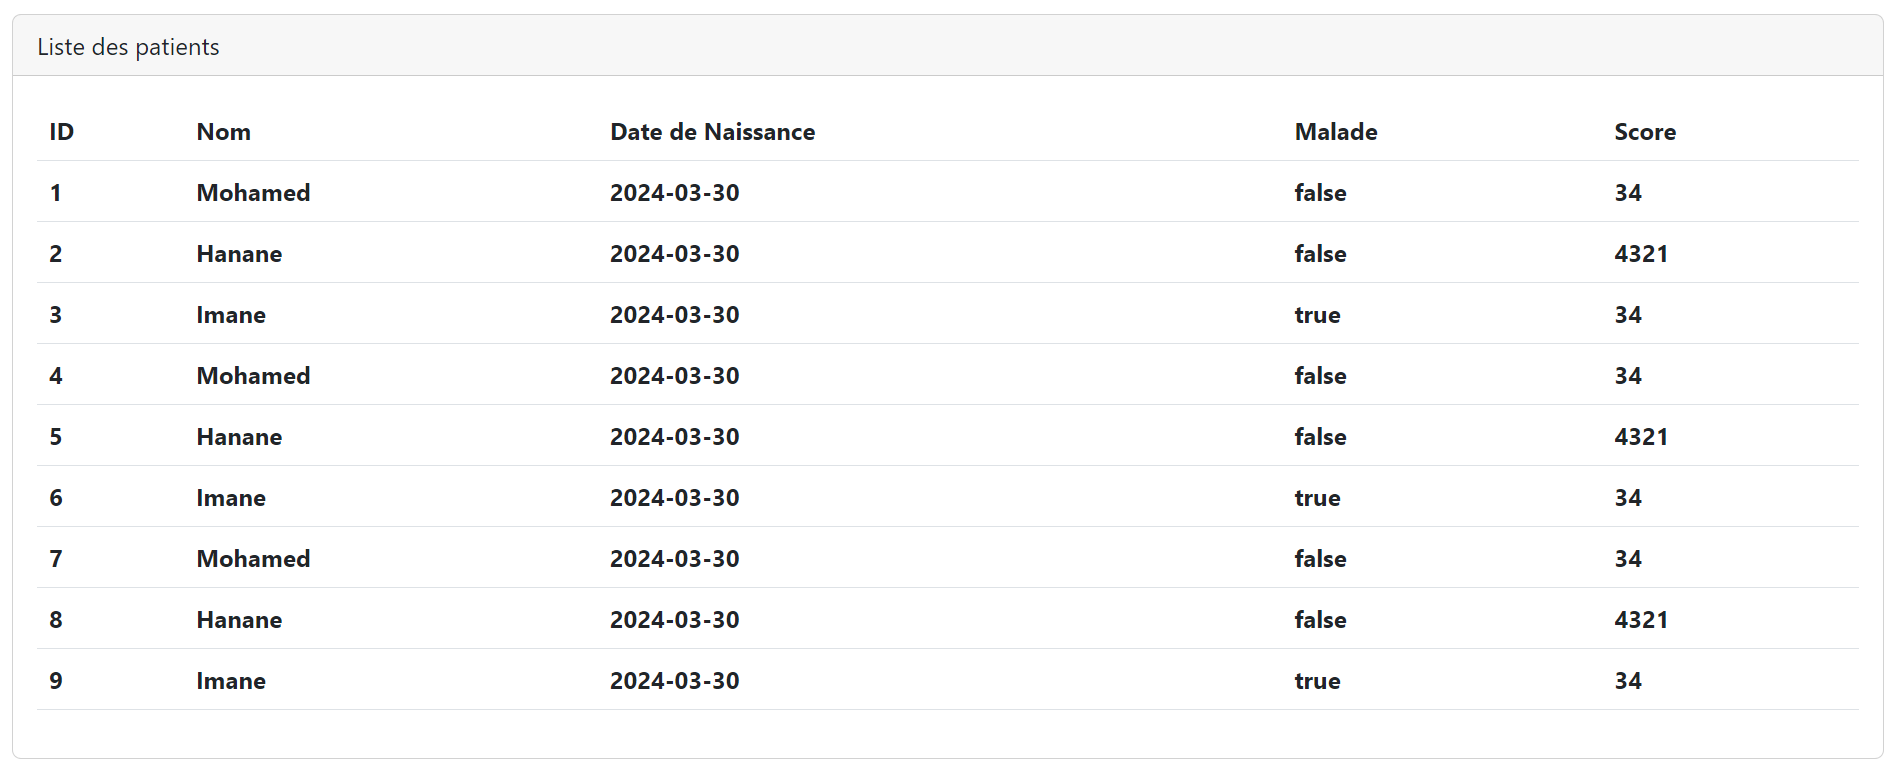 Liste des patients
ID Nom Date de Naissance Malade Score
1 Mohamed 2024-03-30 false 34
2 Hanane 2024-03-30 false 4321
3 Imane 2024-03-30 true 34
4 Mohamed 2024-03-30 false 34
5 Hanane 2024-03-30 false 4321
6 Imane 2024-03-30 true 34
7 Mohamed 2024-03-30 false 34
8 Hanane 2024-03-30 false 4321
9 Imane 2024-03-30 true 34